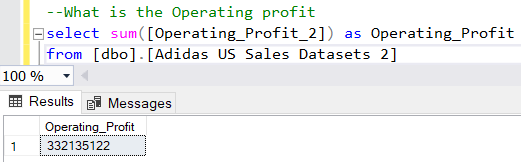 --What is the Operating profit
select sum([Operating_Profit_2]) as Operating_Profit
from [dbo].[Adidas US Sales Datasets 2]
100 %
Results Messages
Operating_Profit
1 332135122